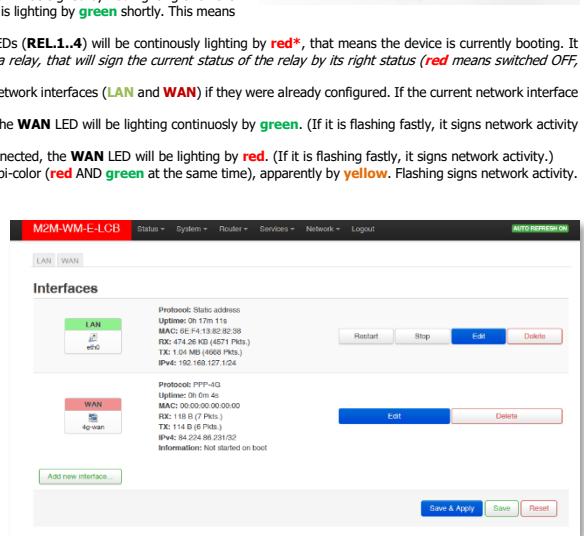 is lighting by green shortly. This means
EDs (REL.1..4) will be continously lighting by red*, that means the device is currently booting. It
a relay, that will sign the current status of the relay by its right status (red means switched OFF,
network interfaces (LAN and WAN) if they were already configured. If the current network interface
the WAN LED will be lighting continuosly by green. (If it is flashing fastly, it signs network activity
nnected, the WAN LED will be lighting by red. (If it is flashing fastly, it signs network activity.)
bi-color (red AND green at the same time), apparently by yellow. Flashing signs network activity.
M2M-WM-E-LCB Status System Router Services Network Logout AUTO REFRESH ON
LAN WAN
Interfaces
LAN
eth0
Protocol: Static address
Uptime: 0h 17m 11s
MAC: 6E:F4:13:82:82:38
RX: 474.26 KB (4571 Pkts.)
TX: 1.04 MB (4668 Pkts.)
IPv4: 192.168.127.1/24
Restart Stop Edit Delete
WAN
4g-wan
Protocol: PPP-4G
Uptime: 0h 0m 4s
MAC: 00:00:00:00:00:00
RX: 118 B (7 Pkts.)
TX: 114 B (6 Pkts.)
IPv4: 84.224.86.231/32
Information: Not started on boot
Edit Delete
Add new interface...
Save & Apply Save Reset